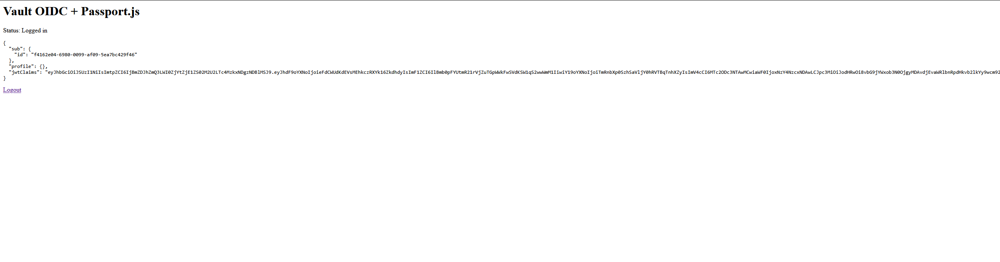 Vault OIDC + Passport.js
Status: Logged in
{
  "sub": {
    "id": "f4162e04-6980-0099-af09-5ea7bc429f46"
  },
  "profile": {},
  "jwtClaims": "eyJhbGciOiJSUzI1NiIsImtpZCI6IjBmZDJhZmQ3LWI0ZjYtZjE1ZS02M2U2LTc4MzkxNDgzNDBlMSJ9.eyJhdF9oYXNoIjoieFdCWUdKdEVsMEhkczRXYk16ZkdhdyIsImF1ZCI6IlBmb0pFYUtmR21rVjZuTGpWWkFwSVdKSW1qS2wwWmM1IiwiY19oYXNoIjoiTmRnbXp0SzhSaVljY0hRVTBqTnhXZyIsImV4cCI6MTc2ODc3NTAwMCwiaWF0IjoxNzY4NzcxNDAwLCJpc3MiOiJodHRwOi8vbG9jYWxob3N0OjgyMDAvdjEvaWRlbnRpdHkvb2lkYy9wcm92
}
Logout